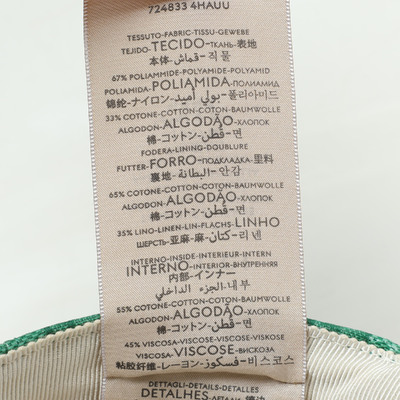 724833 4HAUU
TESSUTO-FABRIC-TISSU-GEWEBE
TEJIDO-TECIDO-ТКАНЬ-表地
本体-قماش-직물
67% POLIAMMIDE-POLYAMIDE-POLYAMID
POLIAMIDA-POLIAMIDA-ПОЛИАМИД
锦纶-ナイロン-بولي أميد-폴리아미드
33% COTONE-COTTON-COTON-BAUMWOLLE
ALGODON-ALGODÃO-ХЛОПОК
棉-コットン-قُطن-면
FODERA-LINING-DOUBLURE
FUTTER-FORRO-ПОДКЛАДКА-里料
裏地-البطانة-안감
65% COTONE-COTTON-COTON-BAUMWOLLE
ALGODON-ALGODÃO-ХЛОПОК
棉-コットン-قُطن-면
35% LINO-LINEN-LIN-FLACHS-LINHO
ШЕРСТЬ-亚麻-麻-كتان-리넨
INTERNO-INSIDE-INTERIEUR-INTERN
INTERNO-INTERIOR-ВНУТРЕННЯЯ
内部-インナー
내부-الجزء الداخلي
55% COTONE-COTTON-COTON-BAUMWOLLE
ALGODON-ALGODÃO-ХЛОПОК
棉-コットン-قُطن-면
45% VISCOSA-VISCOSE-VISCOSE-VISKOSE
VISCOSA-VISCOSE-ВИСКОЗА
粘胶纤维-レーヨン-فسكوز-비스코스
DETTAGLI-DETAILS-DETALLES
DETALHES